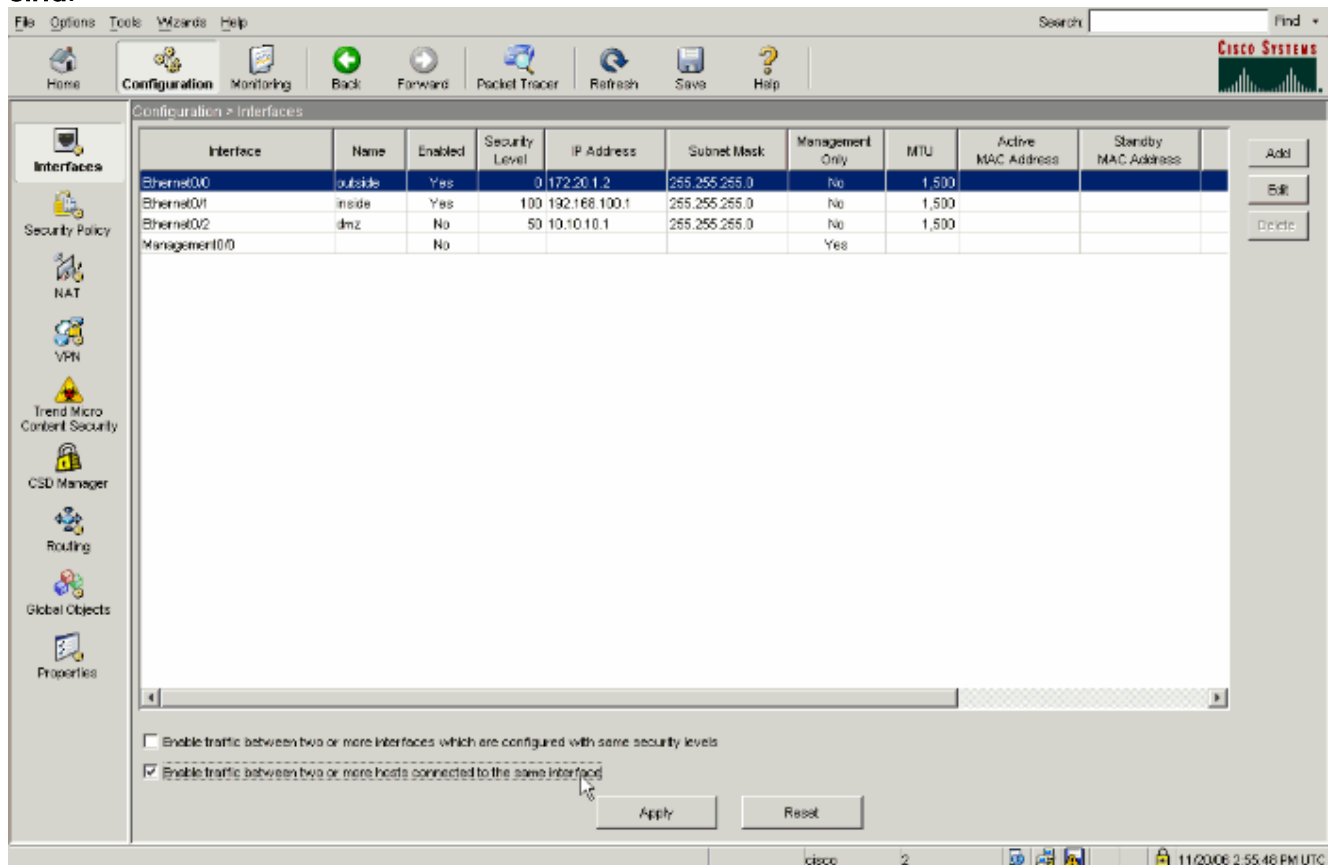 File Options Tools Wizards Help Search: Find
Home Configuration Monitoring Back Forward Packet Tracer Refresh Save Help
CISCO SYSTEMS
Configuration > Interfaces
Interfaces
Security Policy
NAT
VPN
Trend Micro
Content Security
CSD Manager
Routing
Global Objects
Properties
Interface Name Enabled Security Level IP Address Subnet Mask Management Only MTU Active MAC Address Standby MAC Address
Ethernet0/0 outside Yes 0 172.20.1.2 255.255.255.0 No 1,500
Ethernet0/1 inside Yes 100 192.168.100.1 255.255.255.0 No 1,500
Ethernet0/2 dmz No 50 10.10.10.1 255.255.255.0 No 1,500
Management0/0 No Yes
Add
Edit
Delete
Enable traffic between two or more interfaces which are configured with same security levels
Enable traffic between two or more hosts connected to the same interface
Apply Reset
cisco 2 11/20/06 2:55:48 PM UTC